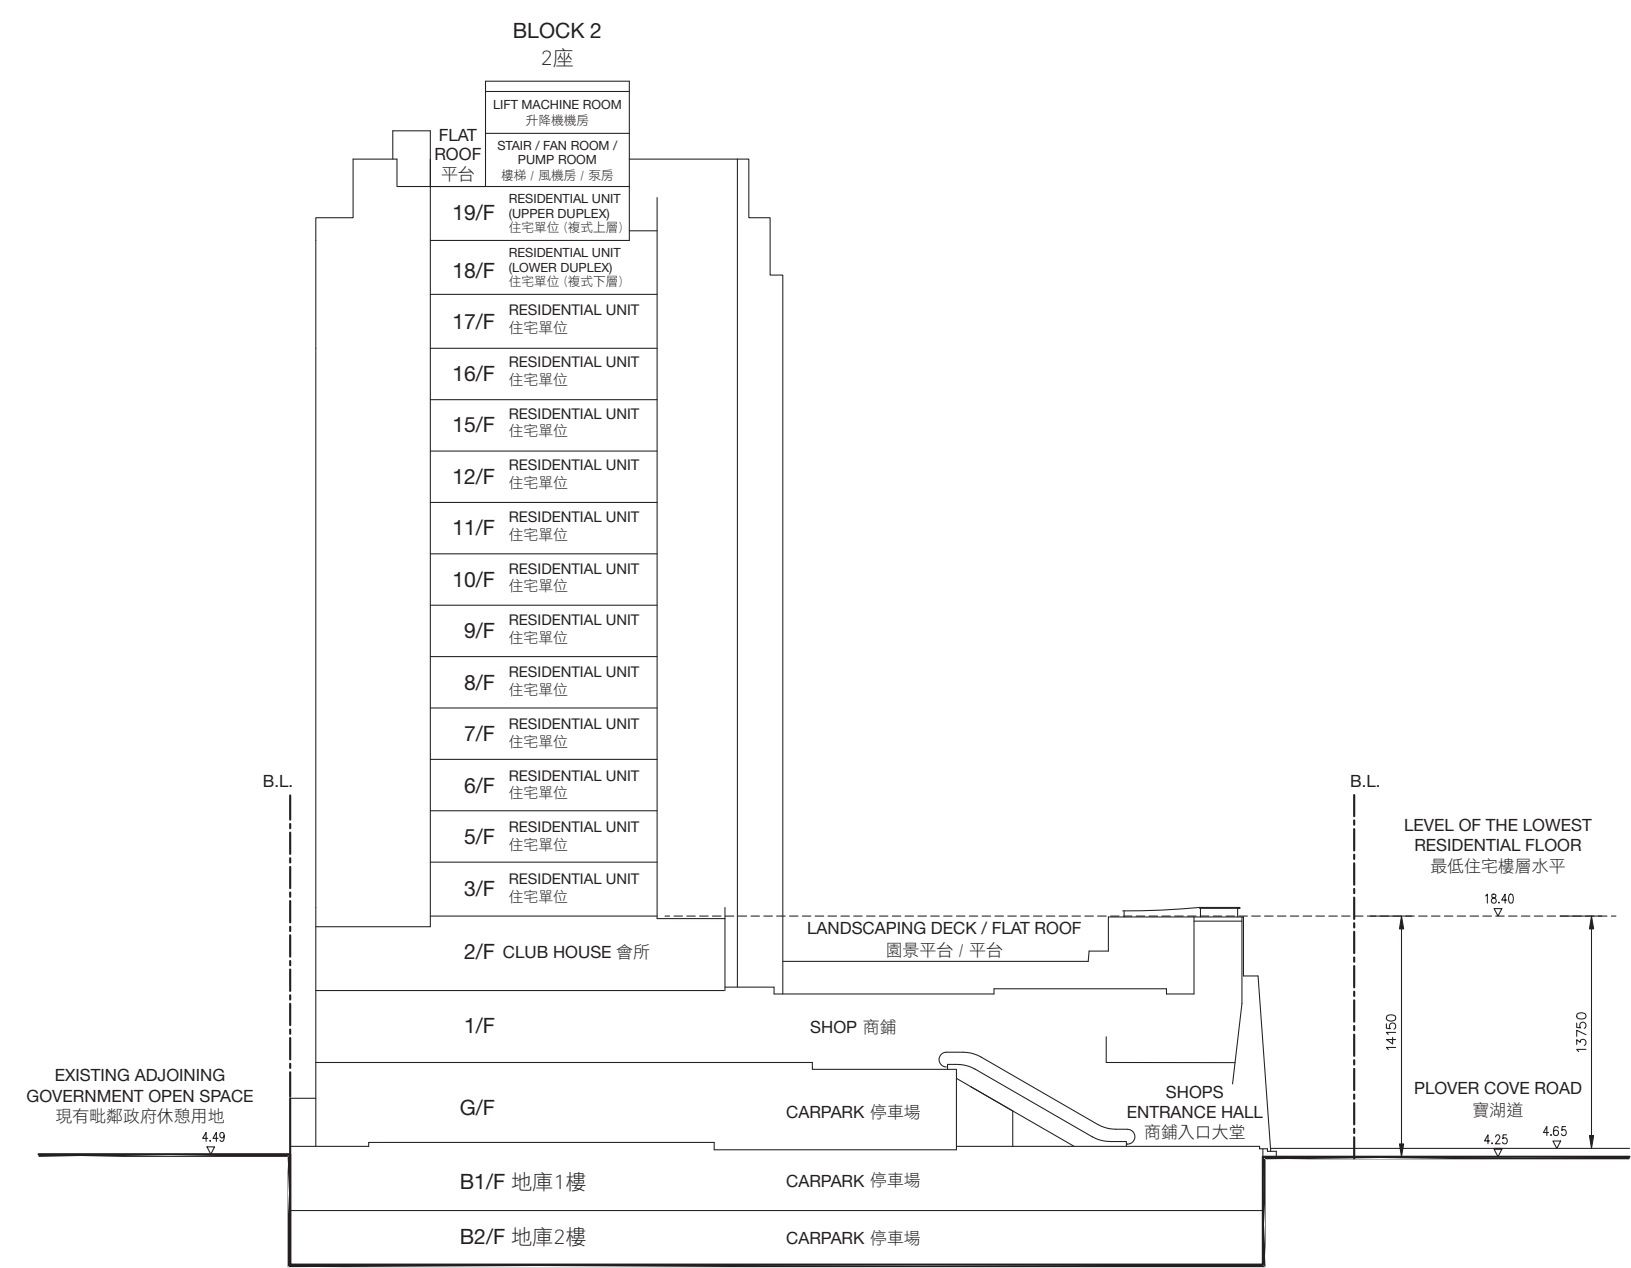 BLOCK 2
2座
LIFT MACHINE ROOM
升降機機房
FLAT
ROOF
平台
STAIR / FAN ROOM /
PUMP ROOM
樓梯 / 風機房 / 泵房
19/F
RESIDENTIAL UNIT
(UPPER DUPLEX)
住宅單位 (複式上層)
18/F
RESIDENTIAL UNIT
(LOWER DUPLEX)
住宅單位 (複式下層)
17/F
RESIDENTIAL UNIT
住宅單位
16/F
RESIDENTIAL UNIT
住宅單位
15/F
RESIDENTIAL UNIT
住宅單位
12/F
RESIDENTIAL UNIT
住宅單位
11/F
RESIDENTIAL UNIT
住宅單位
10/F
RESIDENTIAL UNIT
住宅單位
9/F
RESIDENTIAL UNIT
住宅單位
8/F
RESIDENTIAL UNIT
住宅單位
7/F
RESIDENTIAL UNIT
住宅單位
6/F
RESIDENTIAL UNIT
住宅單位
5/F
RESIDENTIAL UNIT
住宅單位
3/F
RESIDENTIAL UNIT
住宅單位
B.L.
B.L.
LEVEL OF THE LOWEST
RESIDENTIAL FLOOR
最低住宅樓層水平
18.40
2/F CLUB HOUSE 會所
LANDSCAPING DECK / FLAT ROOF
園景平台 / 平台
1/F
SHOP 商鋪
14150
13750
EXISTING ADJOINING
GOVERNMENT OPEN SPACE
現有毗鄰政府休憩用地
4.49
G/F
CARPARK 停車場
SHOPS
ENTRANCE HALL
商鋪入口大堂
PLOVER COVE ROAD
寶湖道
4.25
4.65
B1/F 地庫1樓
CARPARK 停車場
B2/F 地庫2樓
CARPARK 停車場